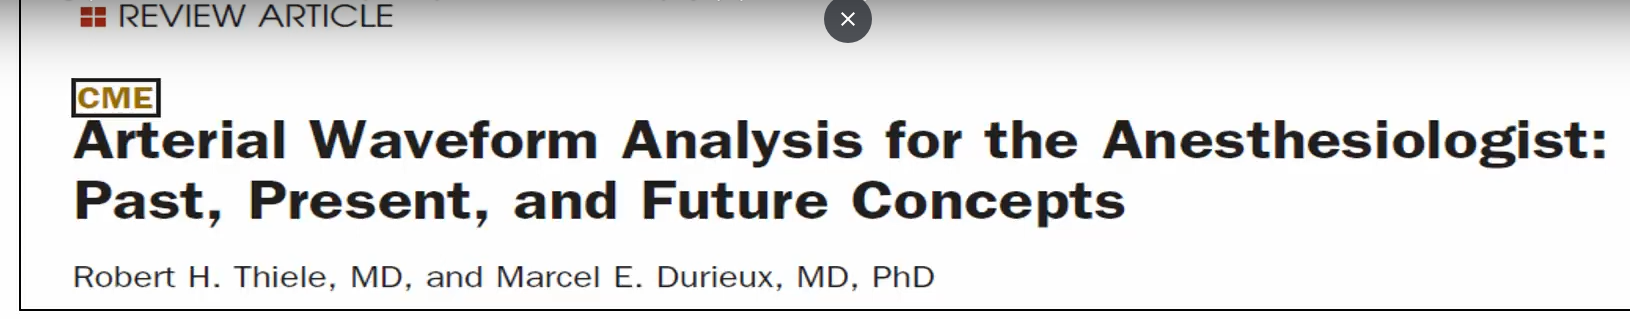 REVIEW ARTICLE
CME
Arterial Waveform Analysis for the Anesthesiologist:
Past, Present, and Future Concepts
Robert H. Thiele, MD, and Marcel E. Durieux, MD, PhD